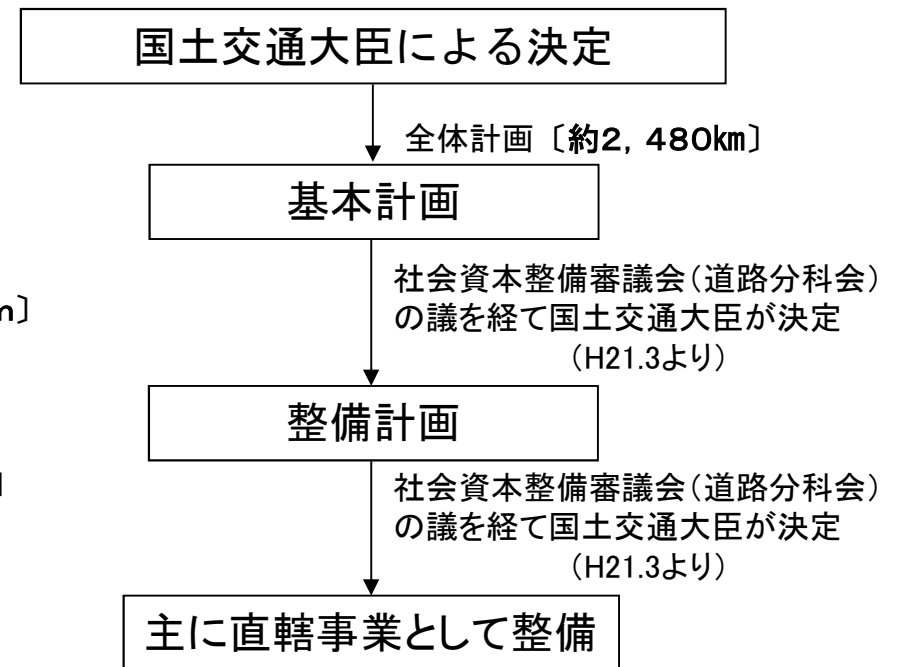 国土交通大臣による決定
全体計画〔約2,480㎞〕
基本計画
社会資本整備審議会(道路分科会)
の議を経て国土交通大臣が決定
(H21.3より)
m〕
整備計画
社会資本整備審議会(道路分科会)
の議を経て国土交通大臣が決定
(H21.3より)
主に直轄事業として整備